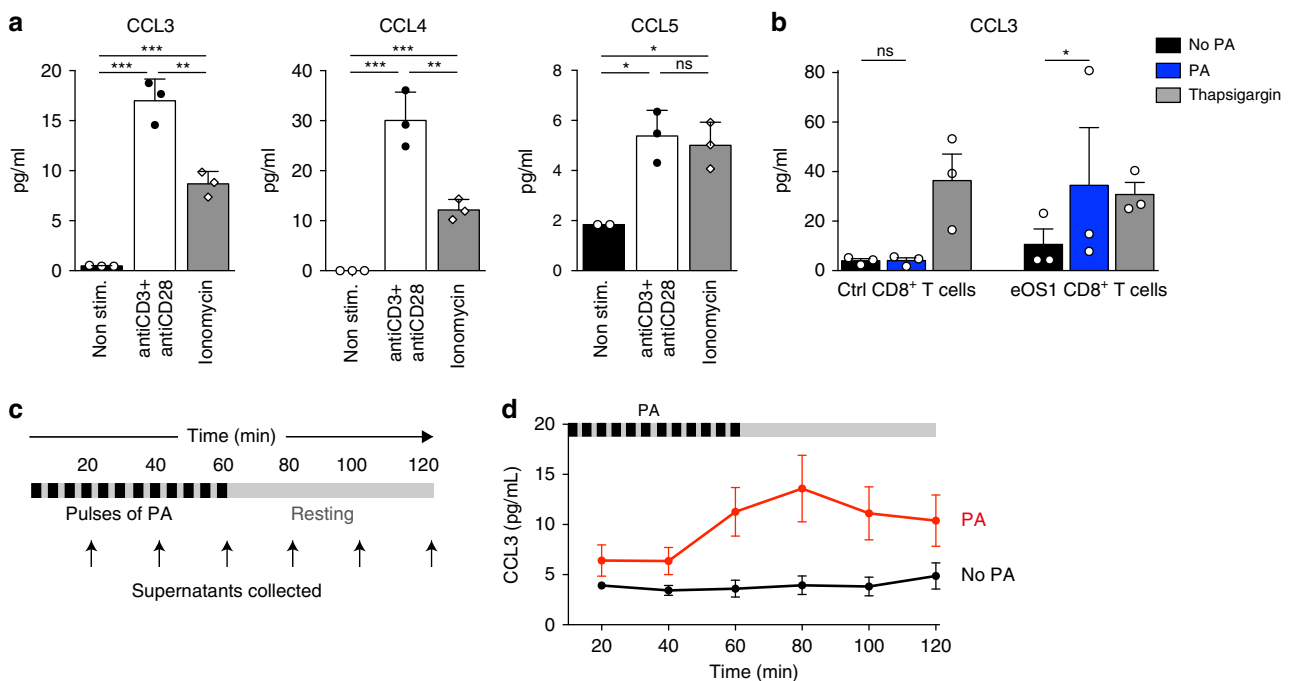 a
CCL3
***
*** **
pg/ml
20
15
10
5
0
Non stim.
antiCD3+
antiCD28
Ionomycin
CCL4
***
*** **
pg/ml
40
30
20
10
0
Non stim.
antiCD3+
antiCD28
Ionomycin
CCL5
*
* ns
pg/ml
8
6
4
2
0
Non stim.
antiCD3+
antiCD28
Ionomycin
b
CCL3
ns *
pg/ml
80
60
40
20
0
Ctrl CD8+ T cells eOS1 CD8+ T cells
No PA
PA
Thapsigargin
c
Time (min)
20 40 60 80 100 120
Pulses of PA Resting
Supernatants collected
d
PA
CCL3 (pg/mL)
20
15
10
5
0
PA
No PA
20 40 60 80 100 120
Time (min)